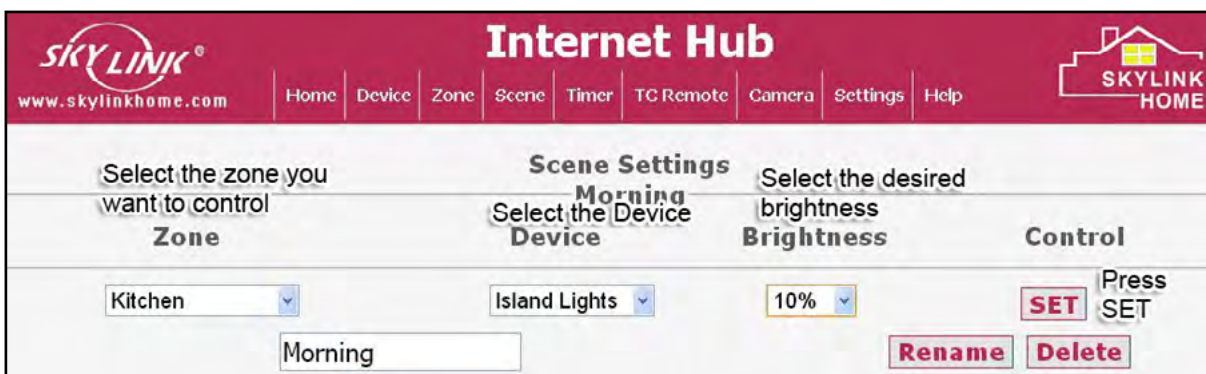 SKYLINK®
www.skylinkhome.com
Internet Hub
Home Device Zone Scene Timer TC Remote Camera Settings Help
SKYLINK
HOME
Scene Settings
Morning
Select the zone you
want to control
Select the Device
Select the desired
brightness
Zone Device Brightness Control
Kitchen Island Lights 10% SET
Press
SET
Morning Rename Delete